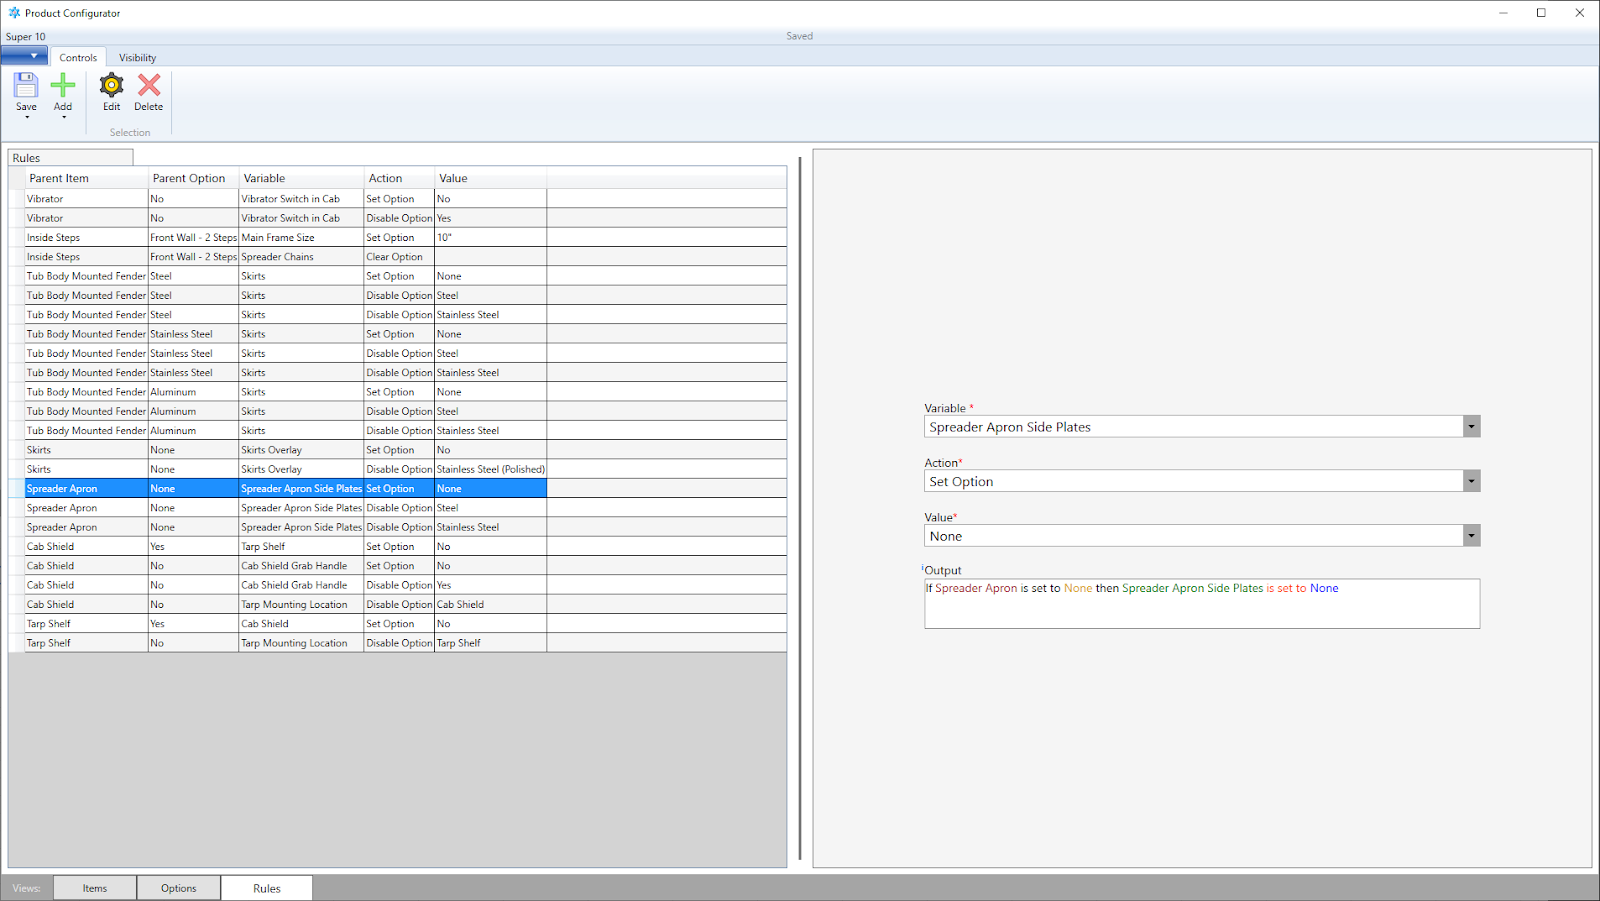 Product Configurator
Super 10 Saved
Controls Visibility
Save Add Edit Delete
Selection
Rules
Parent Item Parent Option Variable Action Value
Vibrator No Vibrator Switch in Cab Set Option No
Vibrator No Vibrator Switch in Cab Disable Option Yes
Inside Steps Front Wall - 2 Steps Main Frame Size Set Option 10"
Inside Steps Front Wall - 2 Steps Spreader Chains Clear Option
Tub Body Mounted Fender Steel Skirts Set Option None
Tub Body Mounted Fender Steel Skirts Disable Option Steel
Tub Body Mounted Fender Steel Skirts Disable Option Stainless Steel
Tub Body Mounted Fender Stainless Steel Skirts Set Option None
Tub Body Mounted Fender Stainless Steel Skirts Disable Option Steel
Tub Body Mounted Fender Stainless Steel Skirts Disable Option Stainless Steel
Tub Body Mounted Fender Aluminum Skirts Set Option None
Tub Body Mounted Fender Aluminum Skirts Disable Option Steel
Tub Body Mounted Fender Aluminum Skirts Disable Option Stainless Steel
Skirts None Skirts Overlay Set Option No
Skirts None Skirts Overlay Disable Option Stainless Steel (Polished)
Spreader Apron None Spreader Apron Side Plates Set Option None
Spreader Apron None Spreader Apron Side Plates Disable Option Steel
Spreader Apron None Spreader Apron Side Plates Disable Option Stainless Steel
Cab Shield Yes Tarp Shelf Set Option No
Cab Shield No Cab Shield Grab Handle Set Option No
Cab Shield No Cab Shield Grab Handle Disable Option Yes
Cab Shield No Tarp Mounting Location Disable Option Cab Shield
Tarp Shelf Yes Cab Shield Set Option No
Tarp Shelf No Tarp Mounting Location Disable Option Tarp Shelf
Variable *
Spreader Apron Side Plates
Action*
Set Option
Value*
None
i Output
If Spreader Apron is set to None then Spreader Apron Side Plates is set to None
Views: Items Options Rules